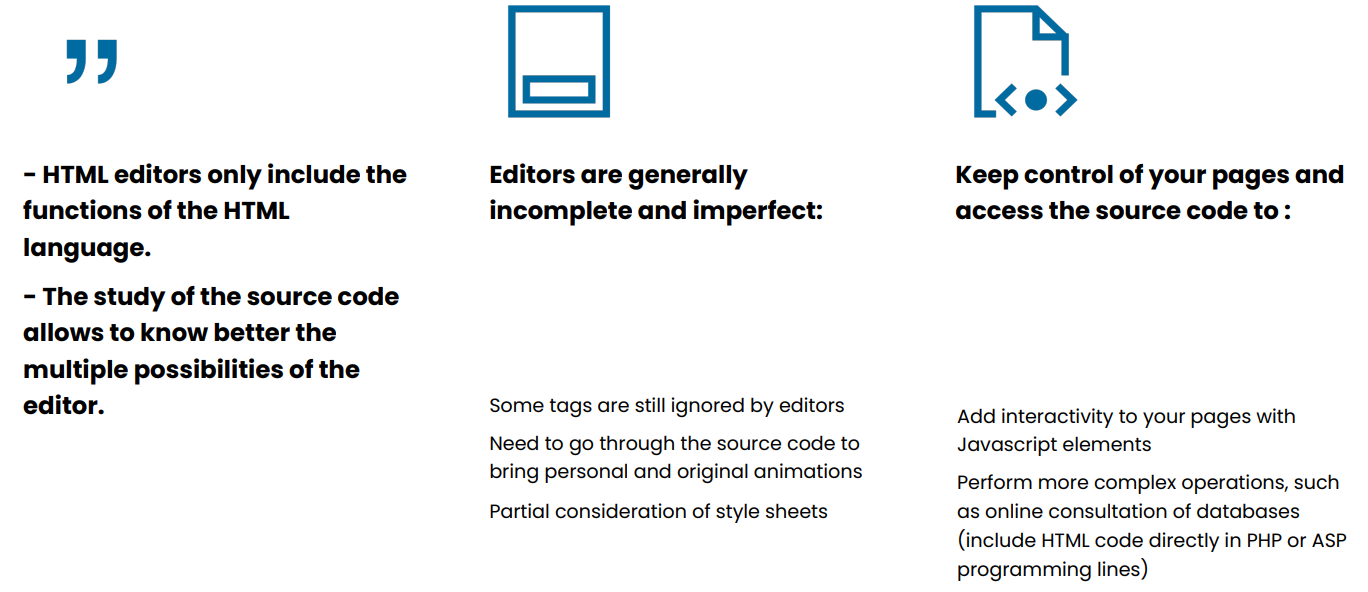 - HTML editors only include the
functions of the HTML
language.
- The study of the source code
allows to know better the
multiple possibilities of the
editor.
Editors are generally
incomplete and imperfect:
Some tags are still ignored by editors
Need to go through the source code to
bring personal and original animations
Partial consideration of style sheets
Keep control of your pages and
access the source code to :
Add interactivity to your pages with
Javascript elements
Perform more complex operations, such
as online consultation of databases
(include HTML code directly in PHP or ASP
programming lines)